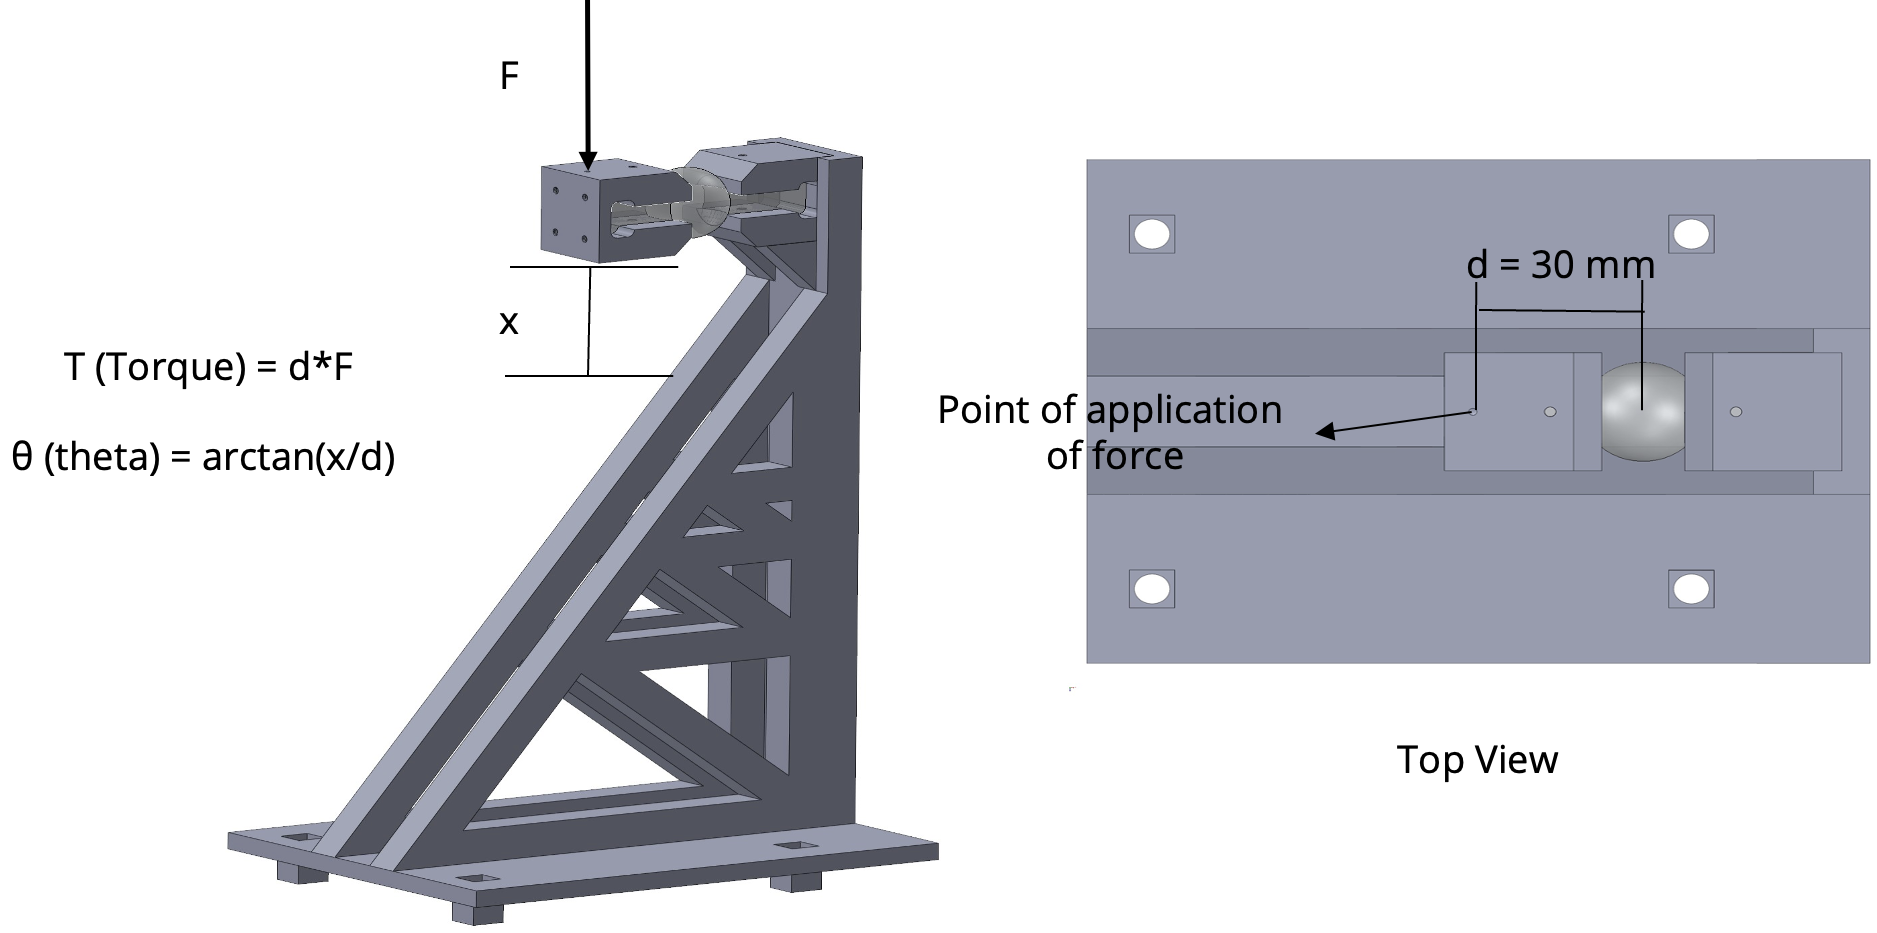 F
x
T (Torque) = d*F
θ (theta) = arctan(x/d)
d = 30 mm
Point of application
of force
Top View